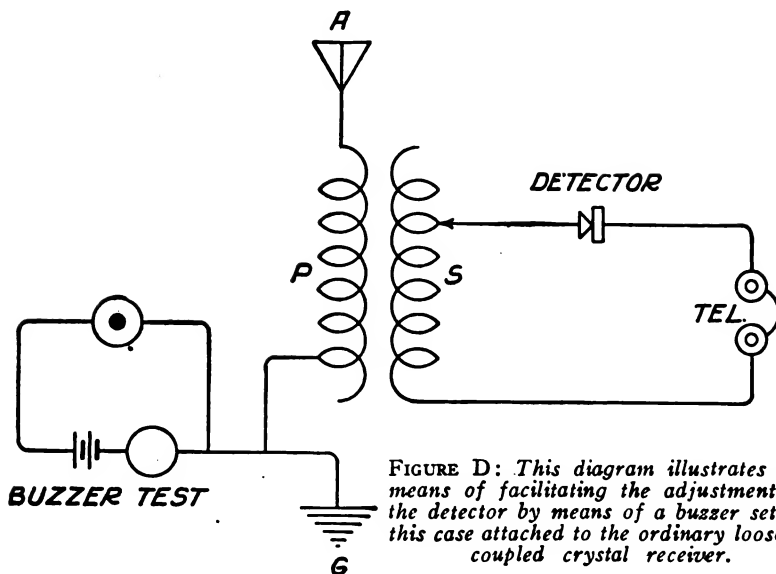 A
DETECTOR
P
S
TEL.
BUZZER TEST
G
FIGURE D: This diagram illustrates
means of facilitating the adjustment
the detector by means of a buzzer set
this case attached to the ordinary loose
coupled crystal receiver.